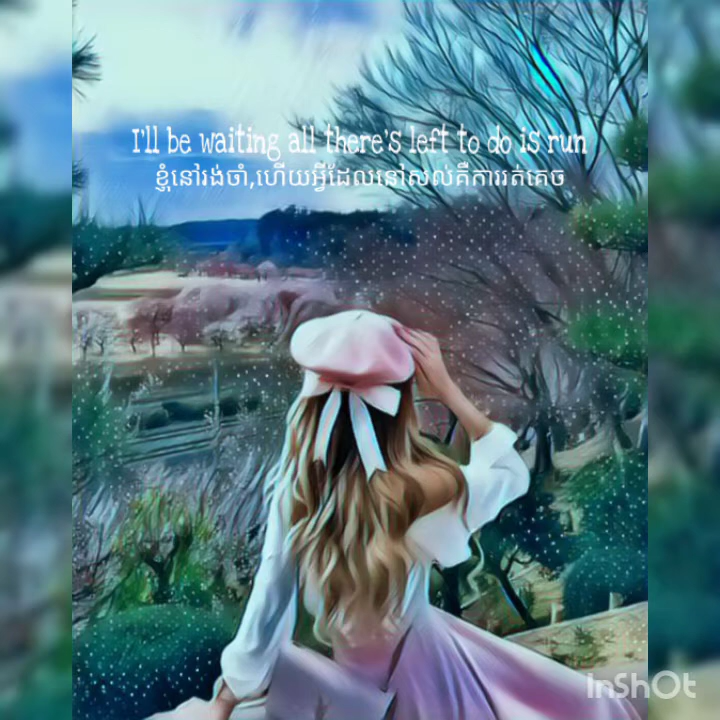 I'll be waiting all there's left to do is run
ខ្ញុំនៅរង់ចាំ,ហើយអ្វីដែលនៅសល់គឺការរត់គេច
InShOt